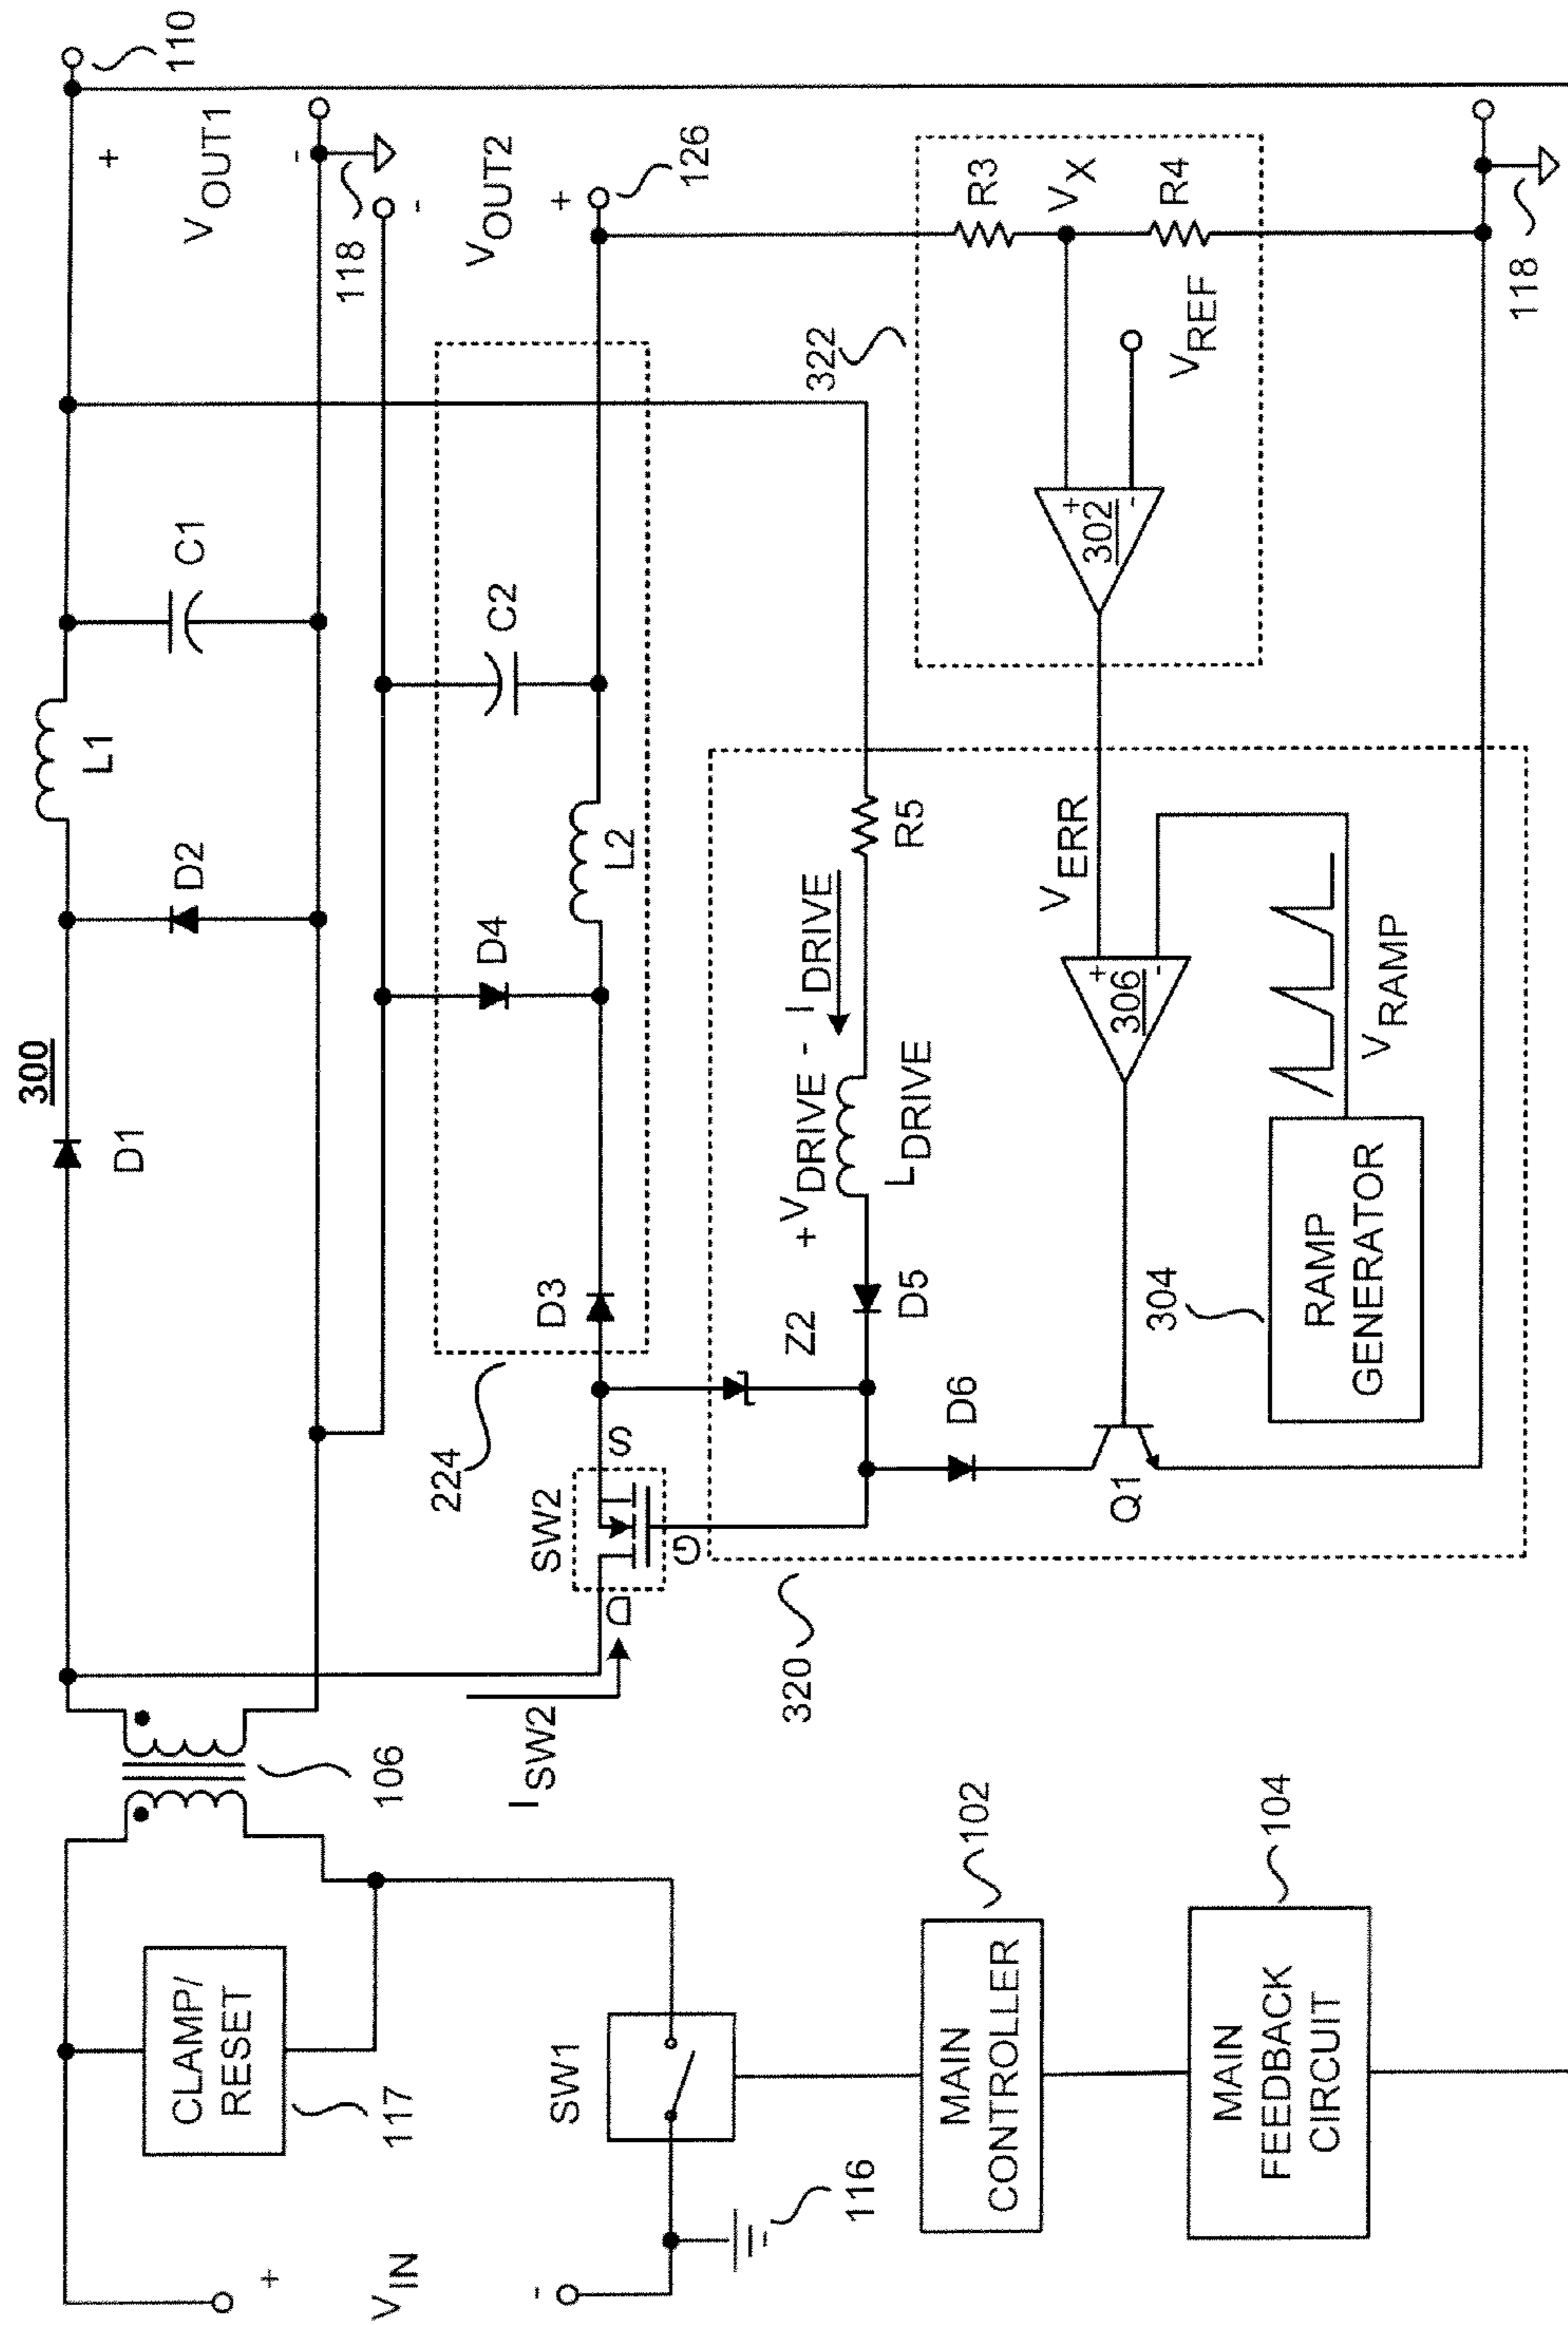 300
110
+
VOUT1
-
118
-
VOUT2
+
126
L1
C1
D1
D2
D4
C2
L2
D3
224
SW2
D
S
G
ISW2
106
CLAMP/
RESET
117
+
VIN
-
116
SW1
MAIN
CONTROLLER
102
MAIN
FEEDBACK
CIRCUIT
104
320
Z2
D5
D6
+ VDRIVE -
IDRIVE
LDRIVE
R5
Q1
306
+
-
VERR
304
RAMP
GENERATOR
VRAMP
322
302
+
-
VREF
R3
VX
R4
118